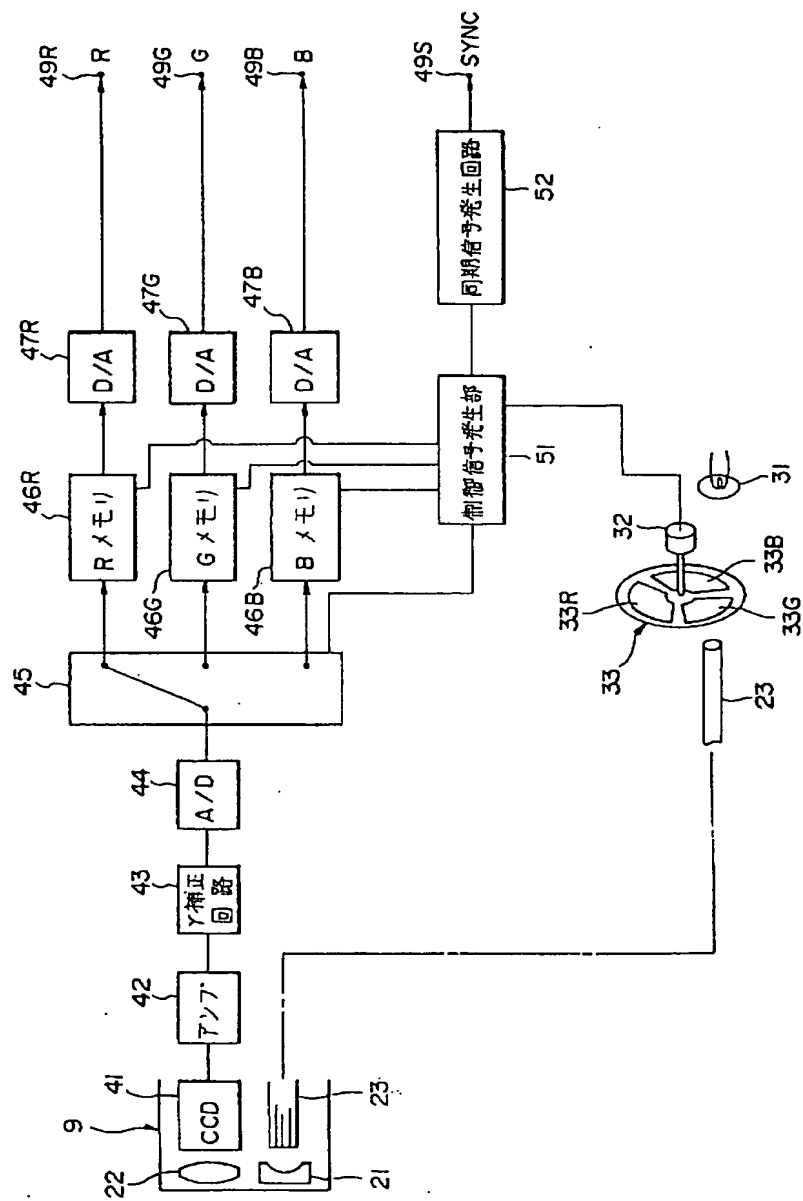 49R
R
49G
G
49B
B
49S
SYNC
47R
D/A
47G
D/A
47B
D/A
同期信号発生回路
52
46R
Rメモリ
46G
Gメモリ
46B
Bメモリ
制御信号発生部
51
45
44
A/D
43
γ補正
回路
42
アンプ
9
41
CCD
22
23
21
31
32
33R
33B
33G
33
23